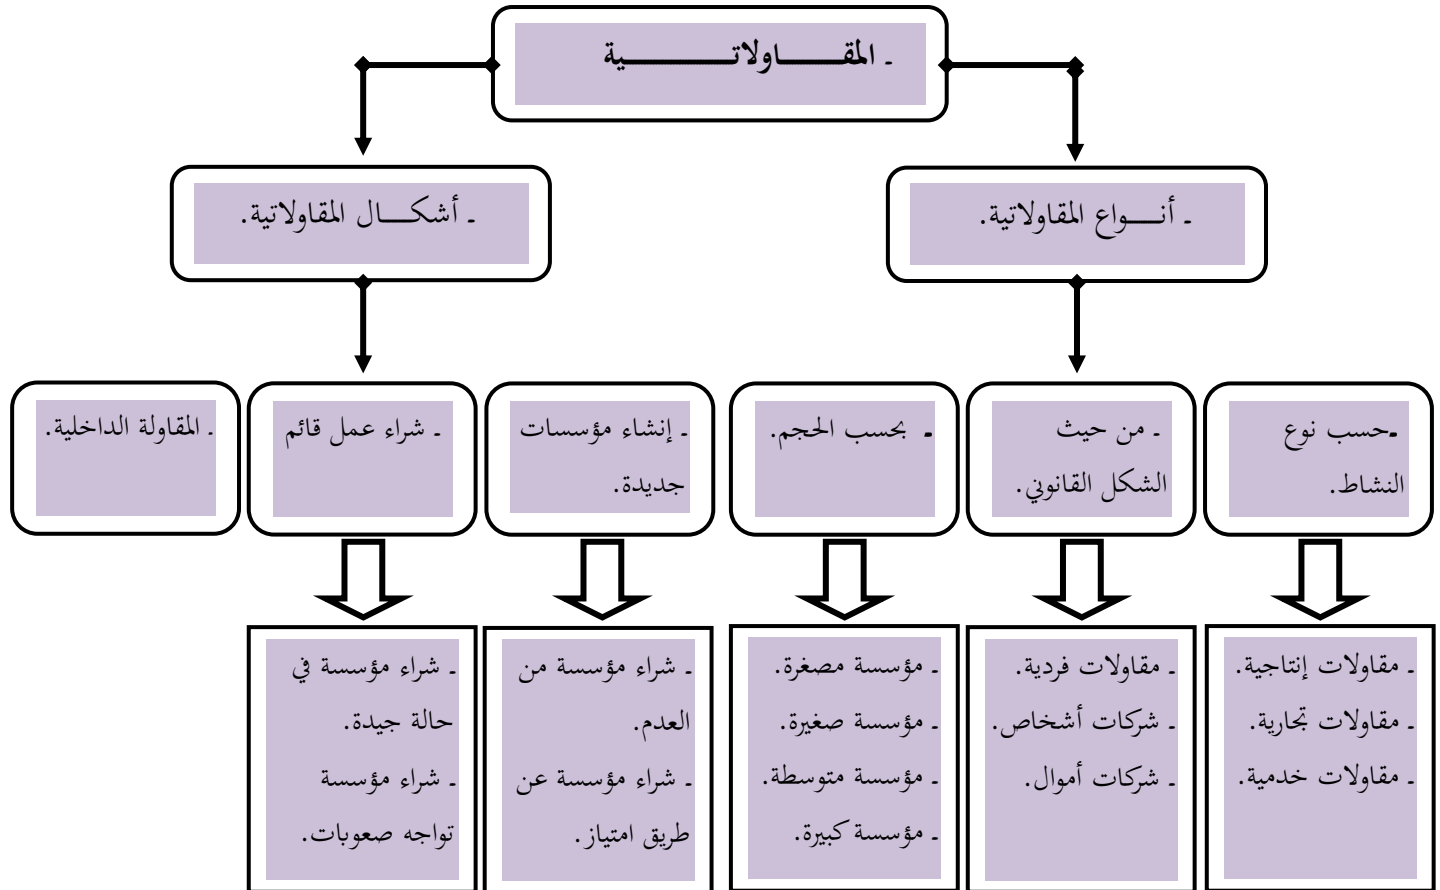 ـ المقـــــــاولاتـــــــــية
ـ أنــــواع المقاولاتية.
ـ أشكــــال المقاولاتية.
ـحسب نوع
النشاط.
ـ من حيث
الشكل القانوني.
ـ بحسب الحجم.
ـ إنشاء مؤسسات
جديدة.
ـ شراء عمل قائم
ـ المقاولة الداخلية.
ـ مقاولات إنتاجية.
ـ مقاولات تجارية.
ـ مقاولات خدمية.
ـ مقاولات فردية.
ـ شركات أشخاص.
ـ شركات أموال.
ـ مؤسسة مصغرة.
ـ مؤسسة صغيرة.
ـ مؤسسة متوسطة.
ـ مؤسسة كبيرة.
ـ شراء مؤسسة من
العدم.
ـ شراء مؤسسة عن
طريق امتياز.
ـ شراء مؤسسة في
حالة جيدة.
ـ شراء مؤسسة
تواجه صعوبات.